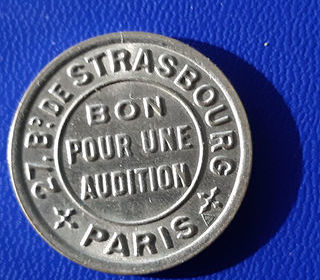 27. BD. DE STRASBOURG
PARIS
BON
POUR UNE
AUDITION